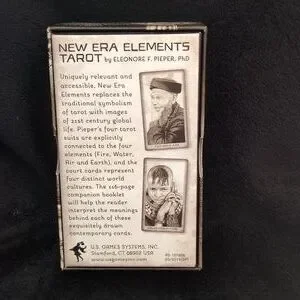 NEW ERA ELEMENTS
TAROT by ELEONORE F. PIEPER, PhD
Uniquely relevant and
accessible, New Era
Elements replaces the
traditional symbolism
of tarot with
images of 21st century global
life. Pieper's four tarot
suits are explicitly
connected to the four
elements (Fire, Water,
Air and Earth), and the
court cards represent
four distinct world
cultures. The 116-page
companion booklet
will help the reader
interpret the meanings
behind each of these
exquisitely drawn
contemporary cards.
U.S. GAMES SYSTEMS, INC.
Stamford, CT 06902 USA
www.usgamesinc.com